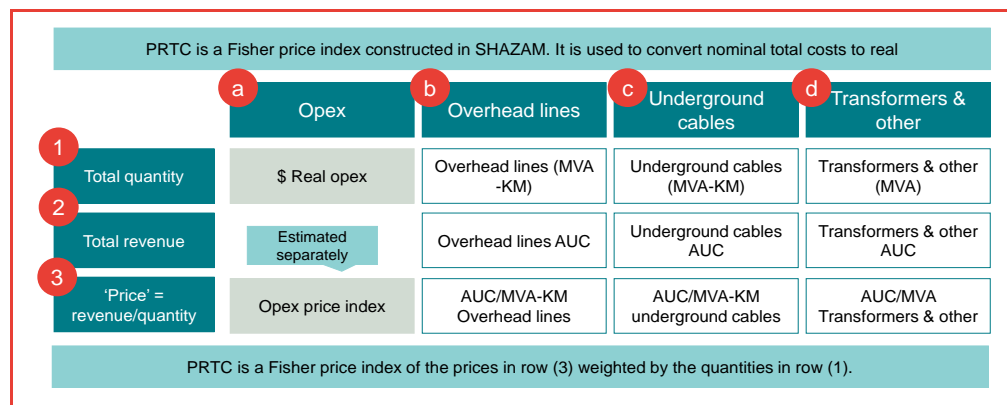 PRTC is a Fisher price index constructed in SHAZAM. It is used to convert nominal total costs to real
a
Opex
b
Overhead lines
c
Underground
cables
d
Transformers &
other
1
Total quantity
$ Real opex
Overhead lines (MVA
-KM)
Underground cables
(MVA-KM)
Transformers & other
(MVA)
2
Total revenue
Estimated
separately
Overhead lines AUC
Underground cables
AUC
Transformers & other
AUC
3
‘Price’ =
revenue/quantity
Opex price index
AUC/MVA-KM
Overhead lines
AUC/MVA-KM
underground cables
AUC/MVA
Transformers & other
PRTC is a Fisher price index of the prices in row (3) weighted by the quantities in row (1).